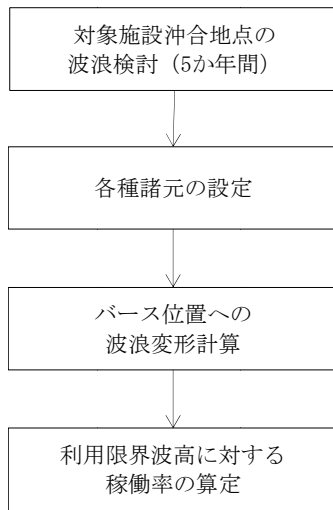 対象施設沖合地点の
波浪検討（5か年間）
各種諸元の設定
バース位置への
波浪変形計算
利用限界波高に対する
稼働率の算定